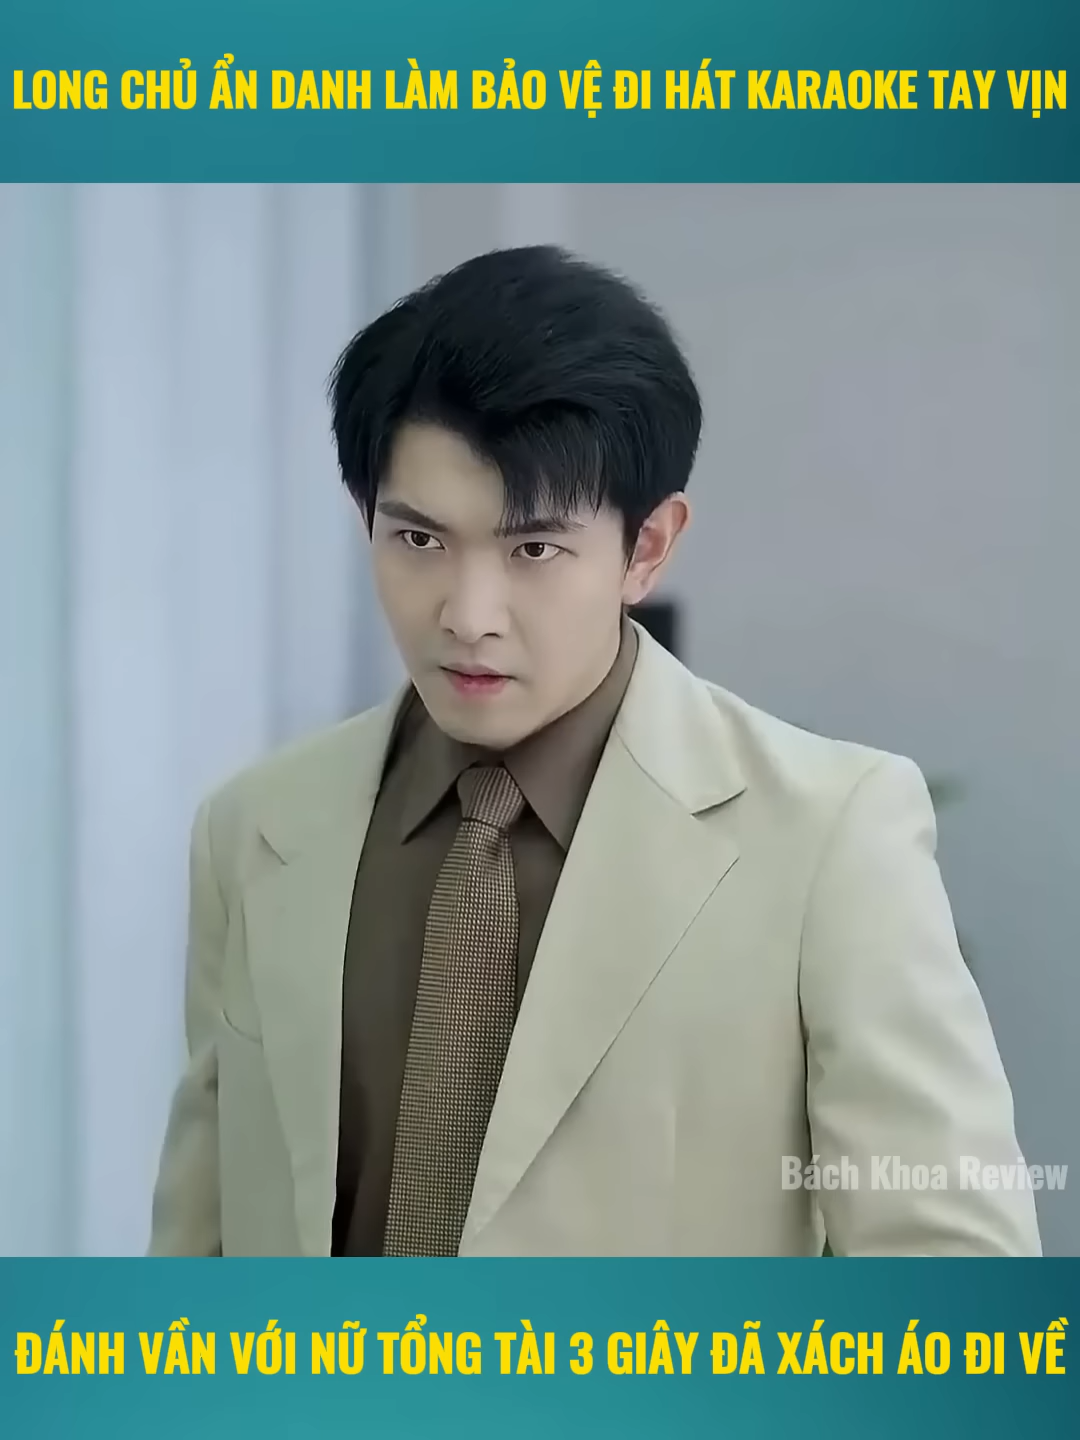 LONG CHỦ ẨN DANH LÀM BẢO VỆ ĐI HÁT KARAOKE TAY VỊN
Bách Khoa Review
ĐÁNH VẦN VỚI NỮ TỔNG TÀI 3 GIÂY ĐÃ XÁCH ÁO ĐI VỀ